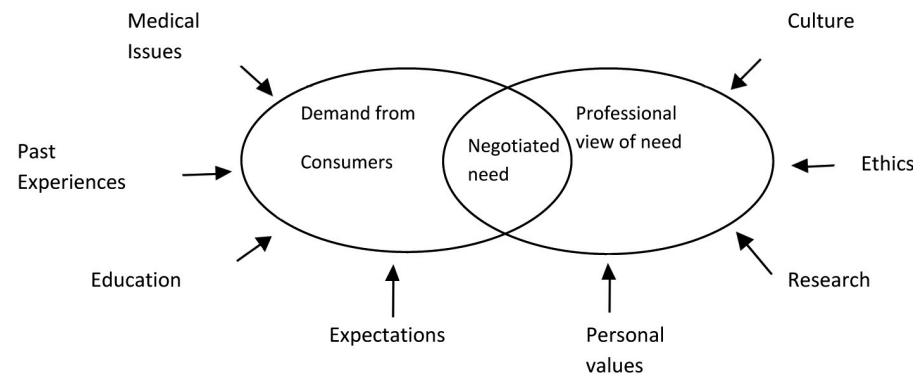 Medical
Issues
Culture
Demand from
Consumers
Professional
view of need
Negotiated
need
Past
Experiences
Ethics
Education
Research
Expectations
Personal
values